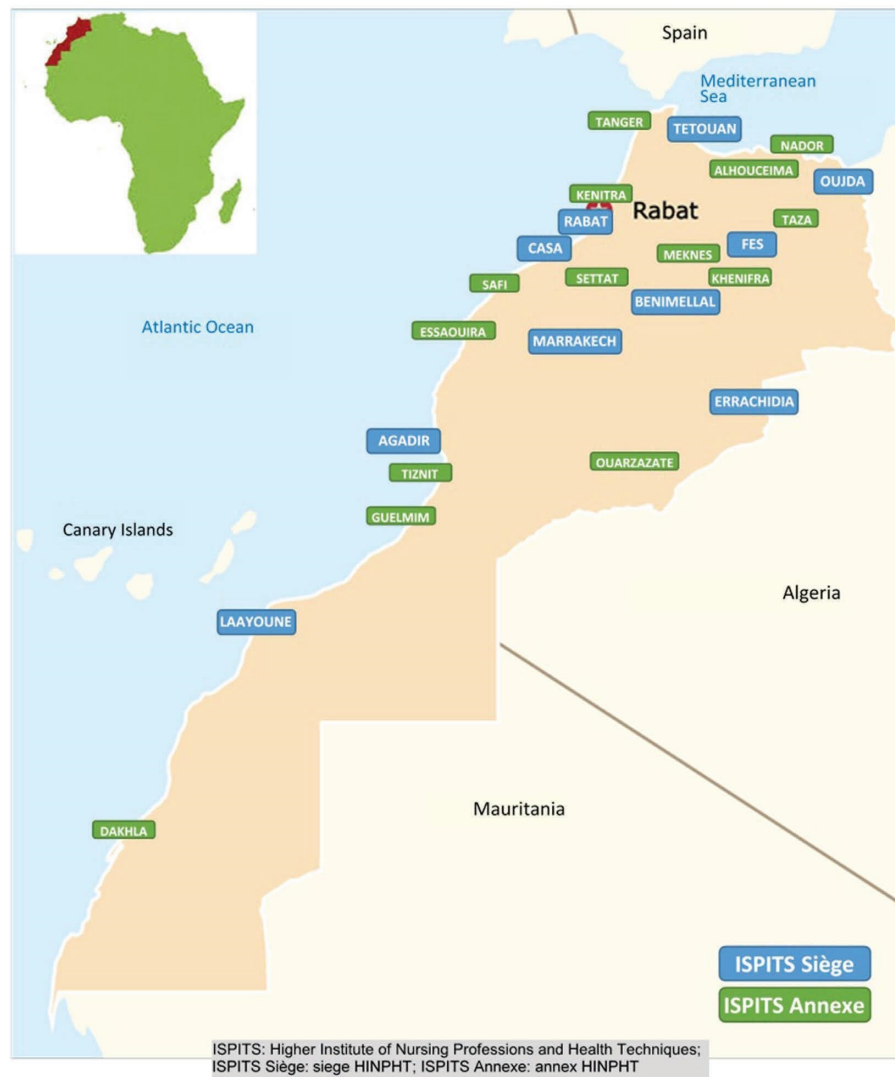 Spain
Mediterranean
Sea
TANGER
TETOUAN
NADOR
ALHOUCEIMA
OUJDA
KENITRA
RABAT
Rabat
TAZA
CASA
FES
MEKNES
SAFI
SETTAT
KHENIFRA
BENIMELLAL
Atlantic Ocean
ESSAOUIRA
MARRAKECH
ERRACHIDIA
AGADIR
TIZNIT
OUARZAZATE
GUELMIM
Canary Islands
Algeria
LAAYOUNE
Mauritania
DAKHLA
ISPITS Siège
ISPITS Annexe
ISPITS: Higher Institute of Nursing Professions and Health Techniques;
ISPITS Siège: siege HINPHT; ISPITS Annexe: annex HINPHT